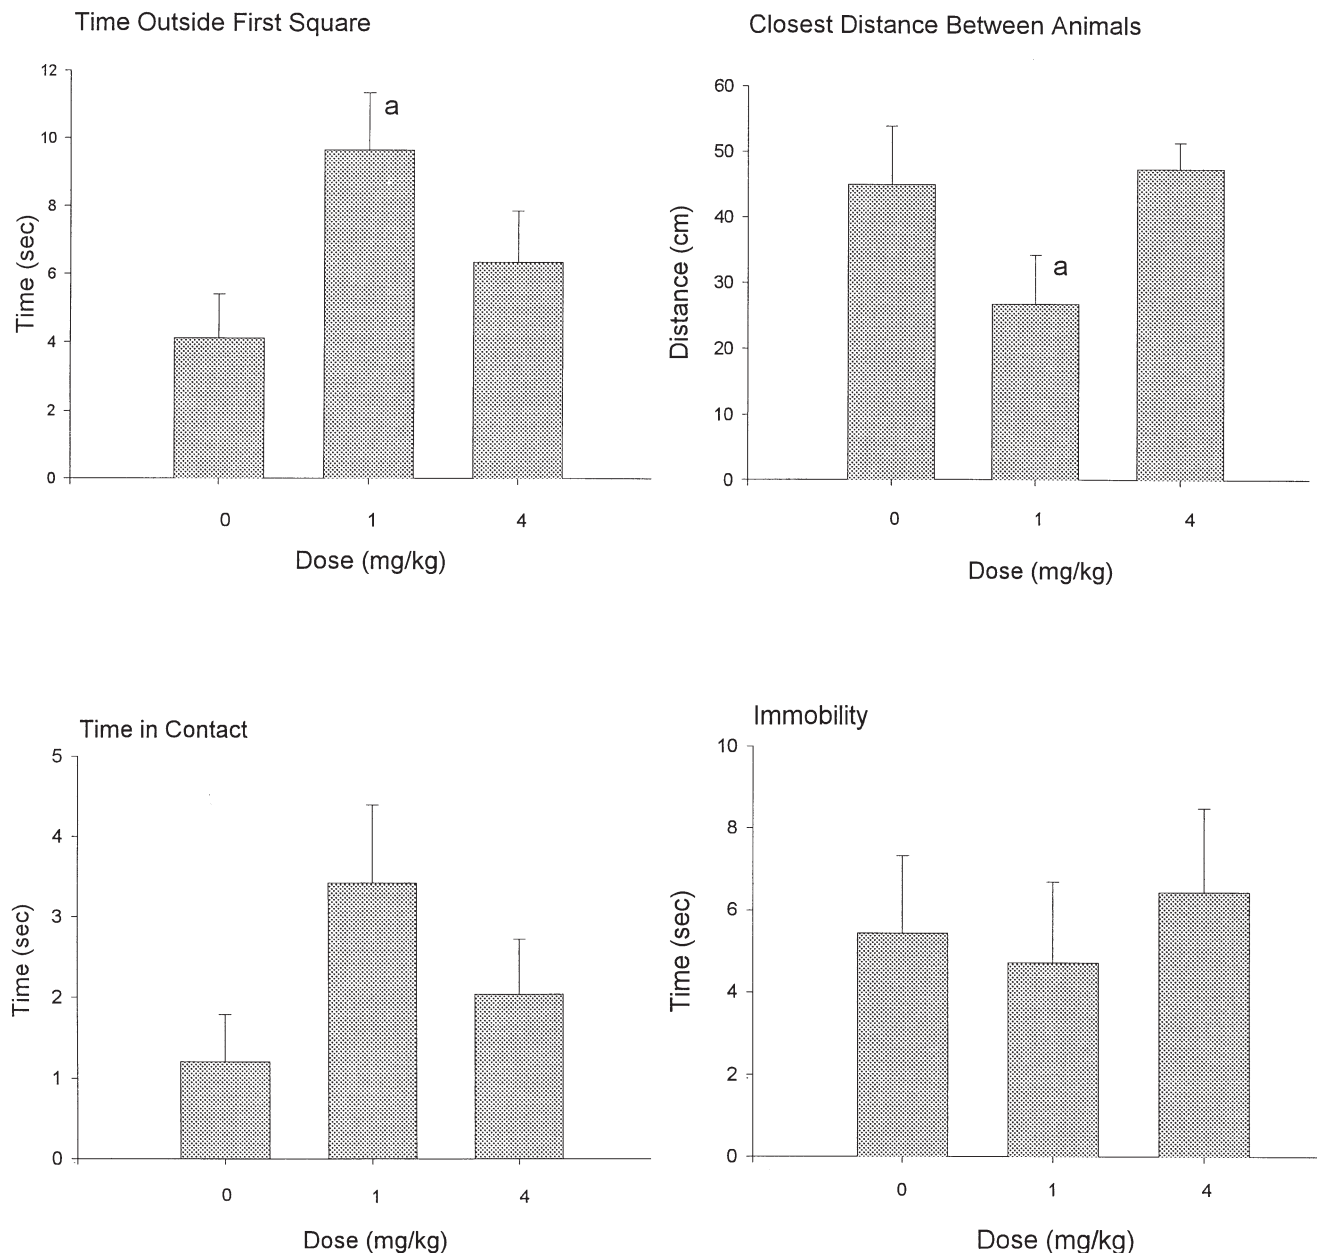 Time Outside First Square
12
10
8
6
4
2
0
Time (sec)
a
0 1 4
Dose (mg/kg)
Closest Distance Between Animals
60
50
40
30
20
10
0
Distance (cm)
a
0 1 4
Dose (mg/kg)
Time in Contact
5
4
3
2
1
0
Time (sec)
0 1 4
Dose (mg/kg)
Immobility
10
8
6
4
2
0
Time (sec)
0 1 4
Dose (mg/kg)